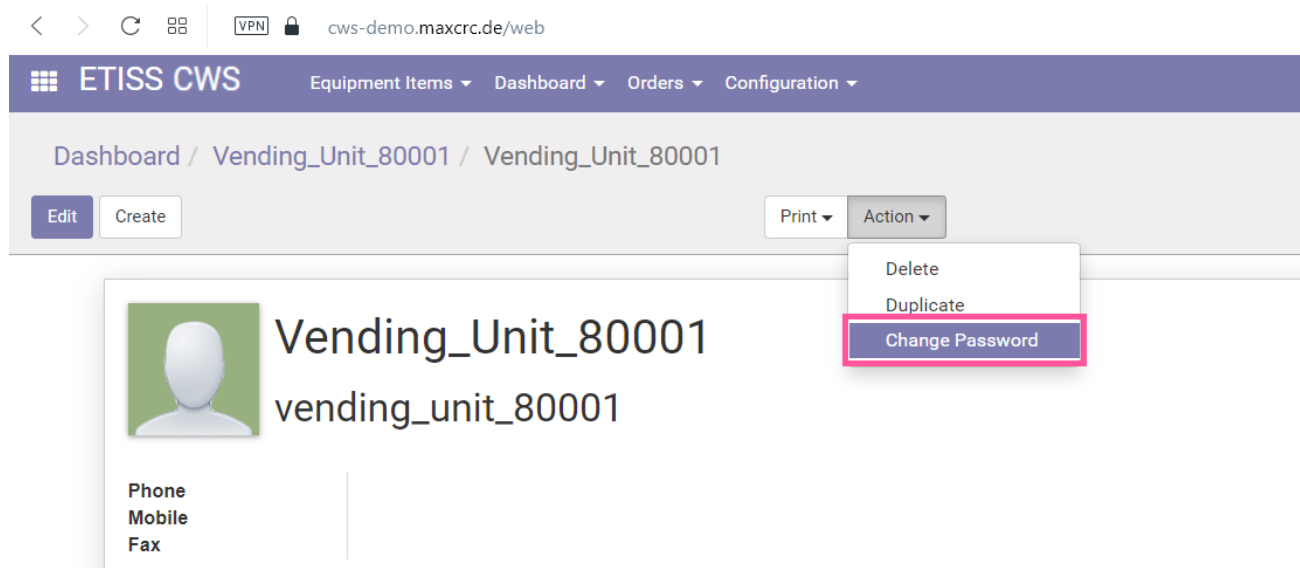 VPN cws-demo.maxcrc.de/web
ETISS CWS Equipment Items Dashboard Orders Configuration
Dashboard / Vending_Unit_80001 / Vending_Unit_80001
Edit Create Print Action
Delete
Duplicate
Change Password
Vending_Unit_80001
vending_unit_80001
Phone
Mobile
Fax